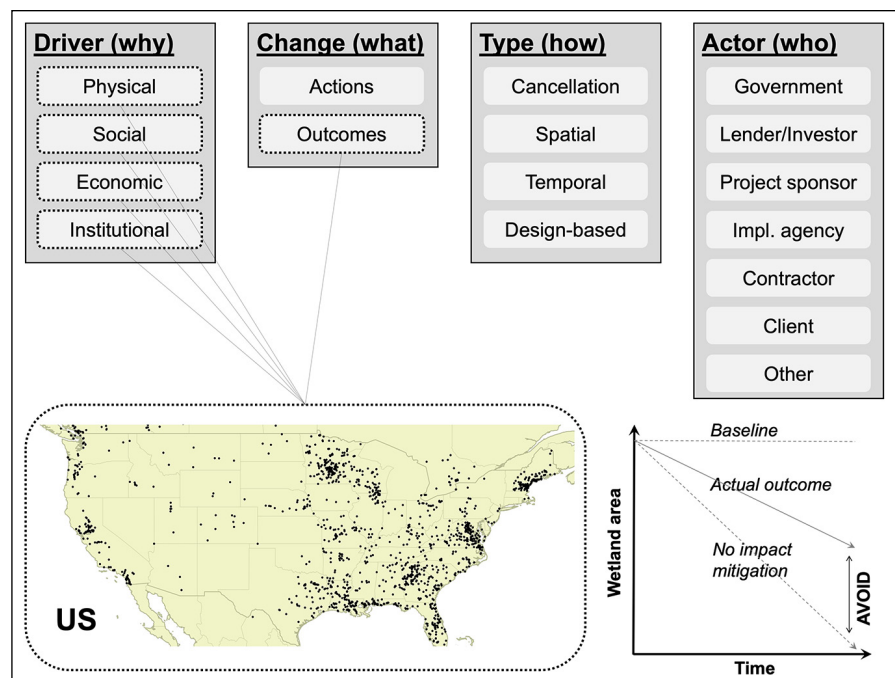 Driver (why)
Physical
Social
Economic
Institutional
Change (what)
Actions
Outcomes
Type (how)
Cancellation
Spatial
Temporal
Design-based
Actor (who)
Government
Lender/Investor
Project sponsor
Impl. agency
Contractor
Client
Other
US
Wetland area
Baseline
Actual outcome
No impact
mitigation
AVOID
Time